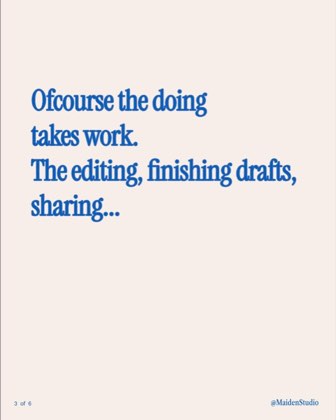 Ofcourse the doing
takes work.
The editing, finishing drafts,
sharing...
3 of 6
@MaidenStudio